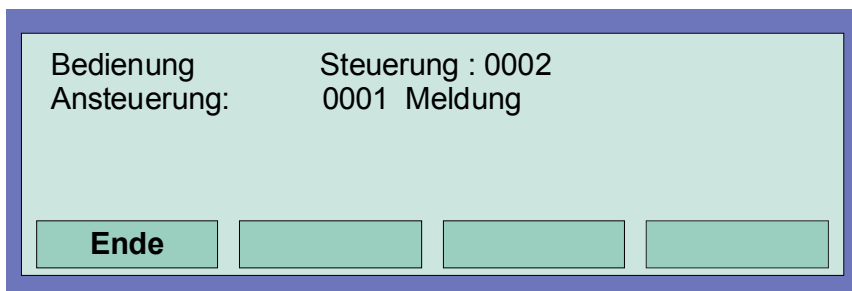 Bedienung Steuerung : 0002
Ansteuerung: 0001 Meldung
Ende